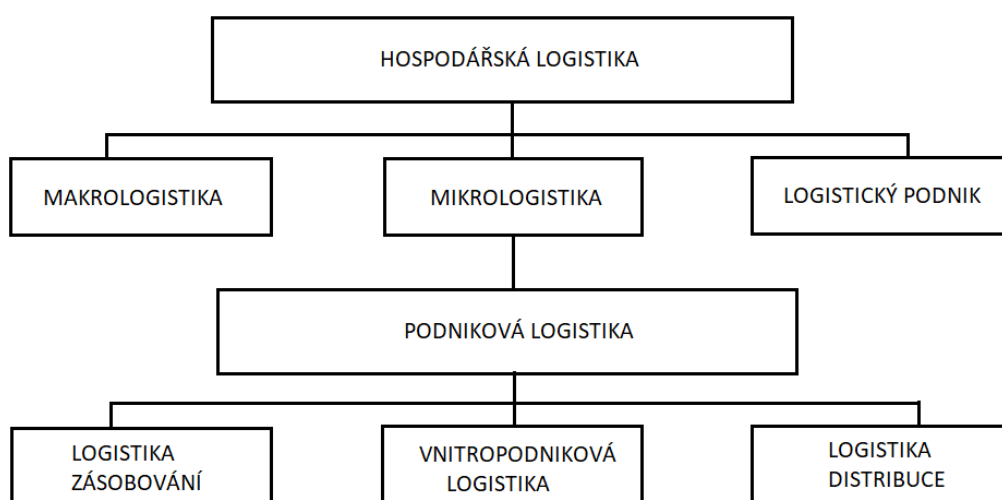 HOSPODÁŘSKÁ LOGISTIKA
MAKROLOGISTIKA
MIKROLOGISTIKA
LOGISTICKÝ PODNIK
PODNIKOVÁ LOGISTIKA
LOGISTIKA
ZÁSOBOVÁNÍ
VNITROPODNIKOVÁ
LOGISTIKA
LOGISTIKA
DISTRIBUCE